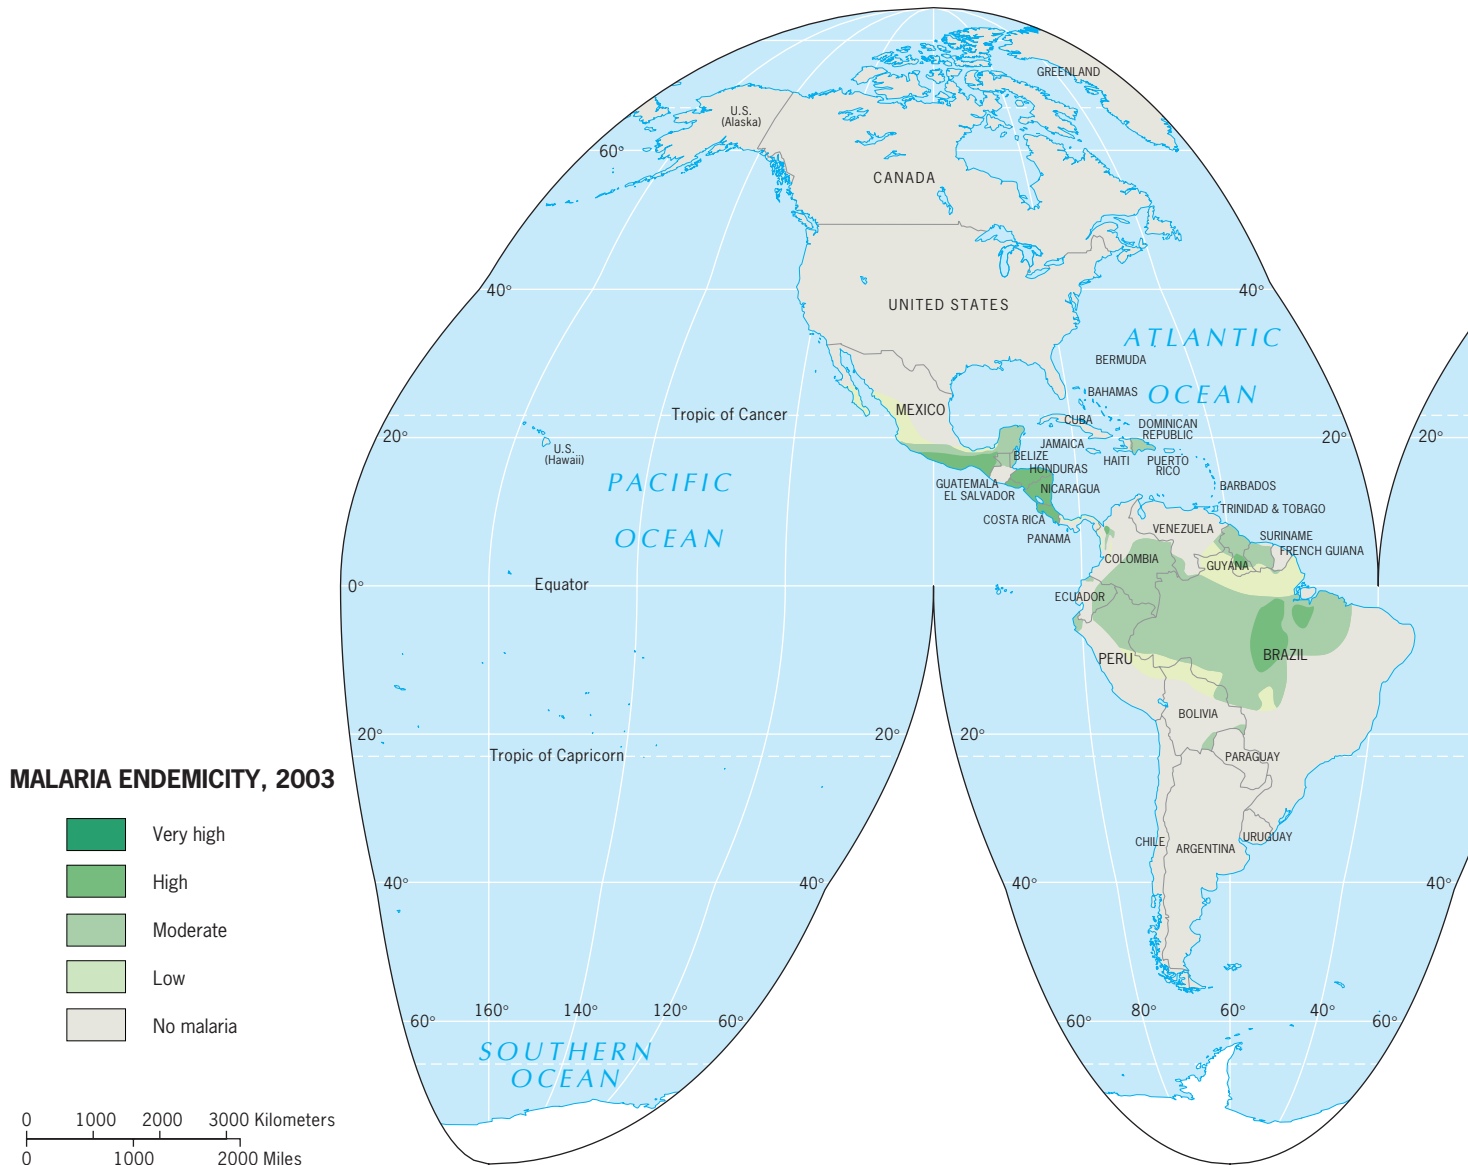 GREENLAND
U.S.
(Alaska)
60°
CANADA
40°
40°
UNITED STATES
ATLANTIC
OCEAN
BERMUDA
BAHAMAS
MEXICO
Tropic of Cancer
CUBA
DOMINICAN
REPUBLIC
20°
20°
20°
U.S.
(Hawaii)
JAMAICA
BELIZE
HAITI
PUERTO
RICO
HONDURAS
PACIFIC
OCEAN
GUATEMALA
EL SALVADOR
NICARAGUA
BARBADOS
TRINIDAD & TOBAGO
COSTA RICA
PANAMA
VENEZUELA
SURINAME
FRENCH GUIANA
COLOMBIA
GUYANA
0°
Equator
ECUADOR
PERU
BRAZIL
BOLIVIA
20°
20°
20°
Tropic of Capricorn
PARAGUAY
MALARIA ENDEMICITY, 2003
Very high
High
Moderate
Low
No malaria
CHILE
ARGENTINA
URUGUAY
40°
40°
40°
40°
60°
160°
140°
120°
60°
60°
80°
60°
40°
60°
SOUTHERN
OCEAN
0 1000 2000 3000 Kilometers
0 1000 2000 Miles